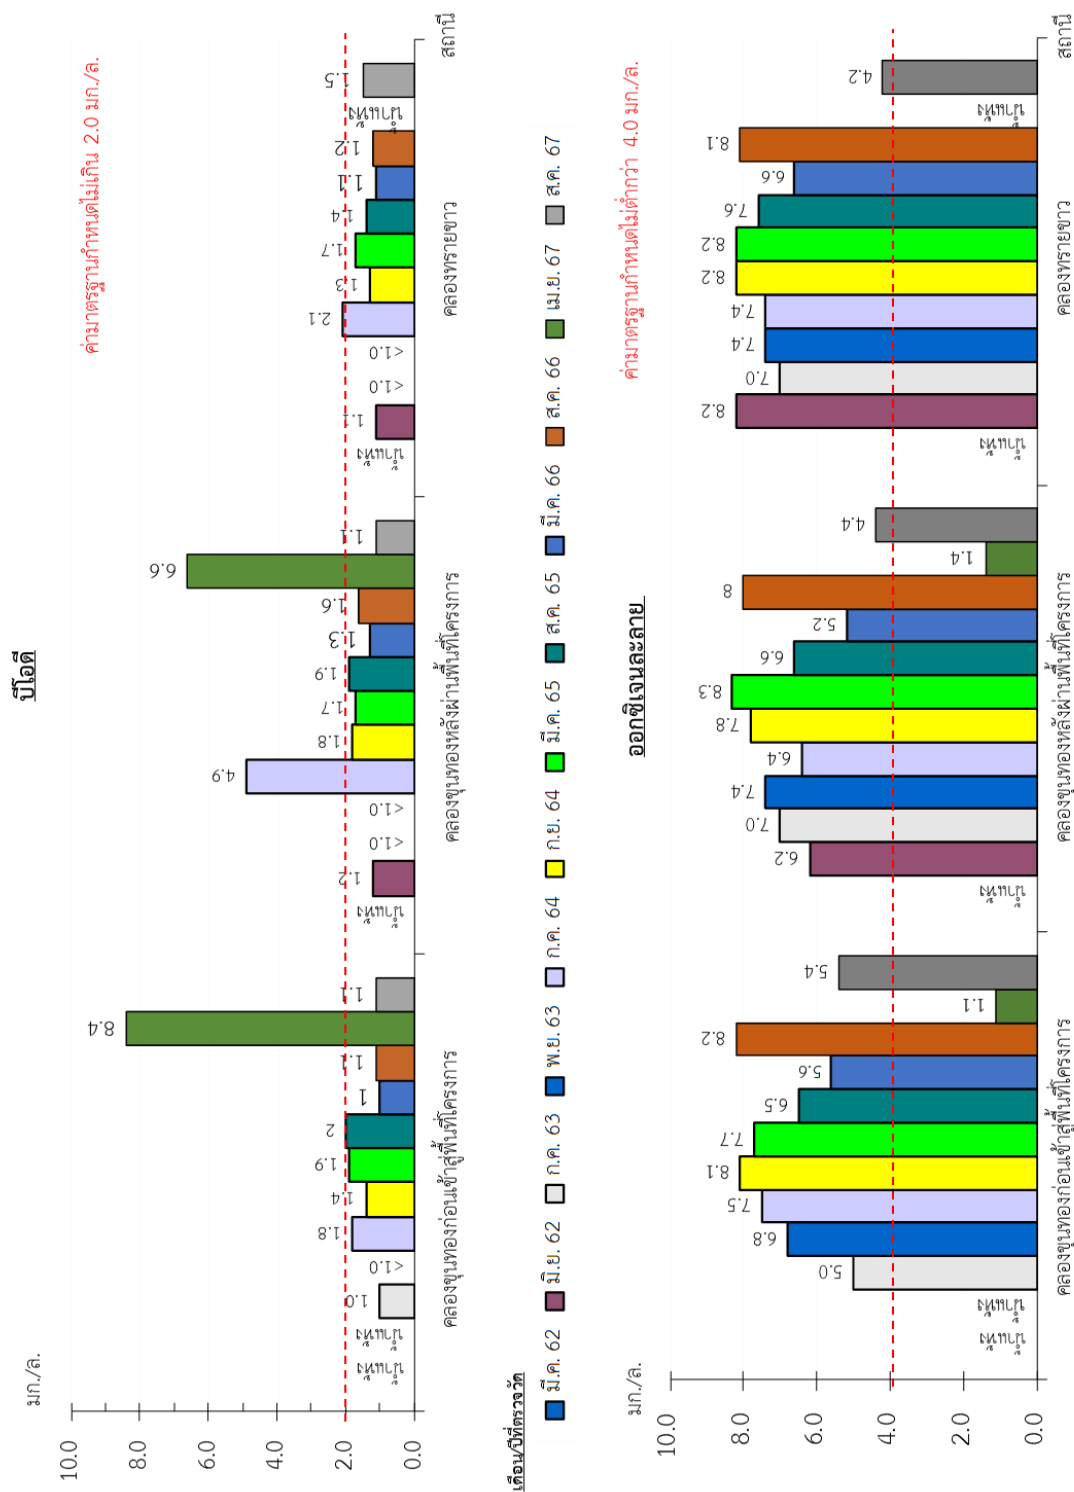 บีโอดี
มก./ล.
ค่ามาตรฐานกำหนดไม่เกิน 2.0 มก./ล.
10.0
8.0
6.0
4.0
2.0
0.0
น้ำแห้ง น้ำแห้ง 1.0 <1.0 1.8 1.4 1.9 2 1 1.1 8.4 1.1
น้ำแห้ง 1.2 <1.0 <1.0 4.9 1.8 1.7 1.9 1.3 1.6 6.6 1.1
น้ำแห้ง 1.1 <1.0 <1.0 2.1 1.3 1.7 1.4 1.1 1.2 น้ำแห้ง 1.5
คลองขุนทองก่อนเข้าสู่พื้นที่โครงการ คลองขุนทองหลังผ่านพื้นที่โครงการ คลองทรายขาว สถานี
เดือน/ปีที่ตรวจวัด
มี.ค. 62 มิ.ย. 62 ก.ค. 63 พ.ย. 63 ก.ค. 64 ก.ย. 64 มี.ค. 65 ส.ค. 65 มี.ค. 66 ส.ค. 66 เม.ย. 67 ส.ค. 67
ออกซิเจนละลาย
มก./ล.
ค่ามาตรฐานกำหนดไม่ต่ำกว่า 4.0 มก./ล.
10.0
8.0
6.0
4.0
2.0
0.0
น้ำแห้ง น้ำแห้ง 5.0 6.8 7.5 8.1 7.7 6.5 5.6 8.2 1.1 5.4
น้ำแห้ง 6.2 7.0 7.4 6.4 7.8 8.3 6.6 5.2 8 1.4 4.4
น้ำแห้ง 8.2 7.0 7.4 7.4 8.2 8.2 7.6 6.6 8.1 น้ำแห้ง 4.2
คลองขุนทองก่อนเข้าสู่พื้นที่โครงการ คลองขุนทองหลังผ่านพื้นที่โครงการ คลองทรายขาว สถานี